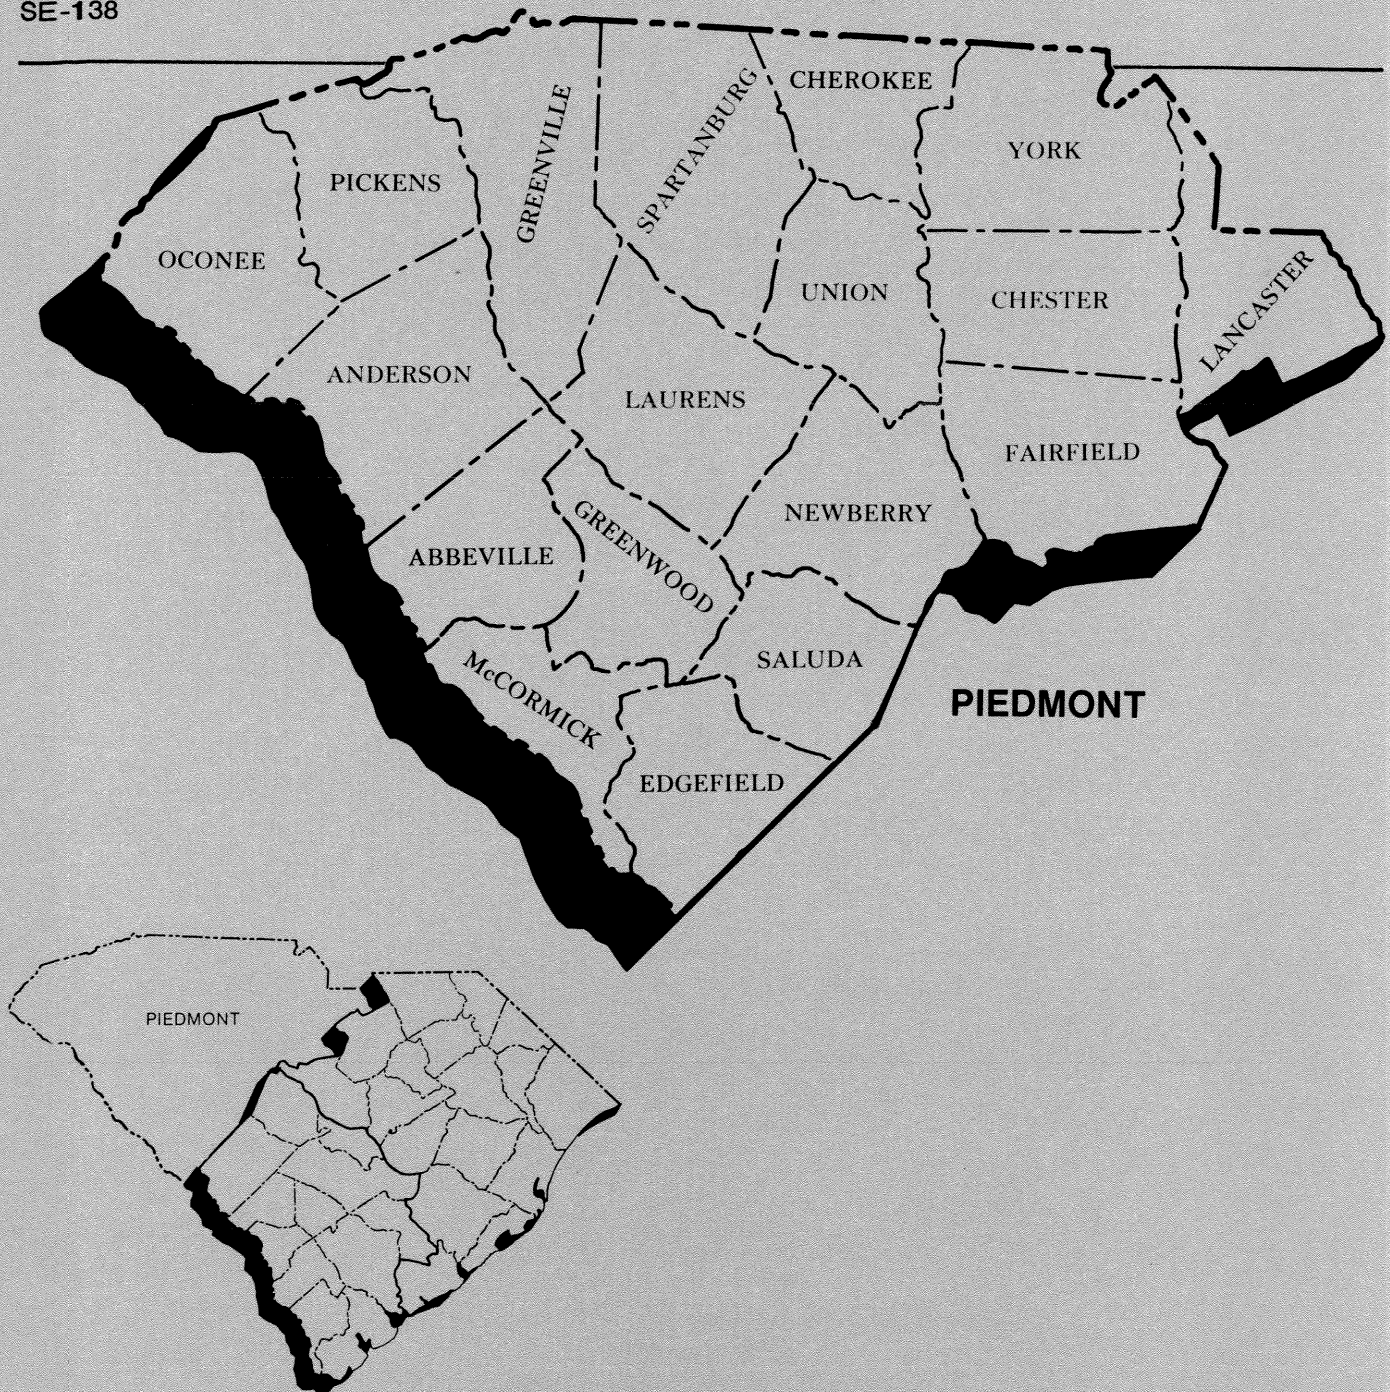 SE-138
CHEROKEE
GREENVILLE
SPARTANBURG
YORK
PICKENS
OCONEE
UNION
CHESTER
LANCASTER
ANDERSON
LAURENS
FAIRFIELD
NEWBERRY
GREENWOOD
ABBEVILLE
SALUDA
McCORMICK
PIEDMONT
EDGEFIELD
PIEDMONT